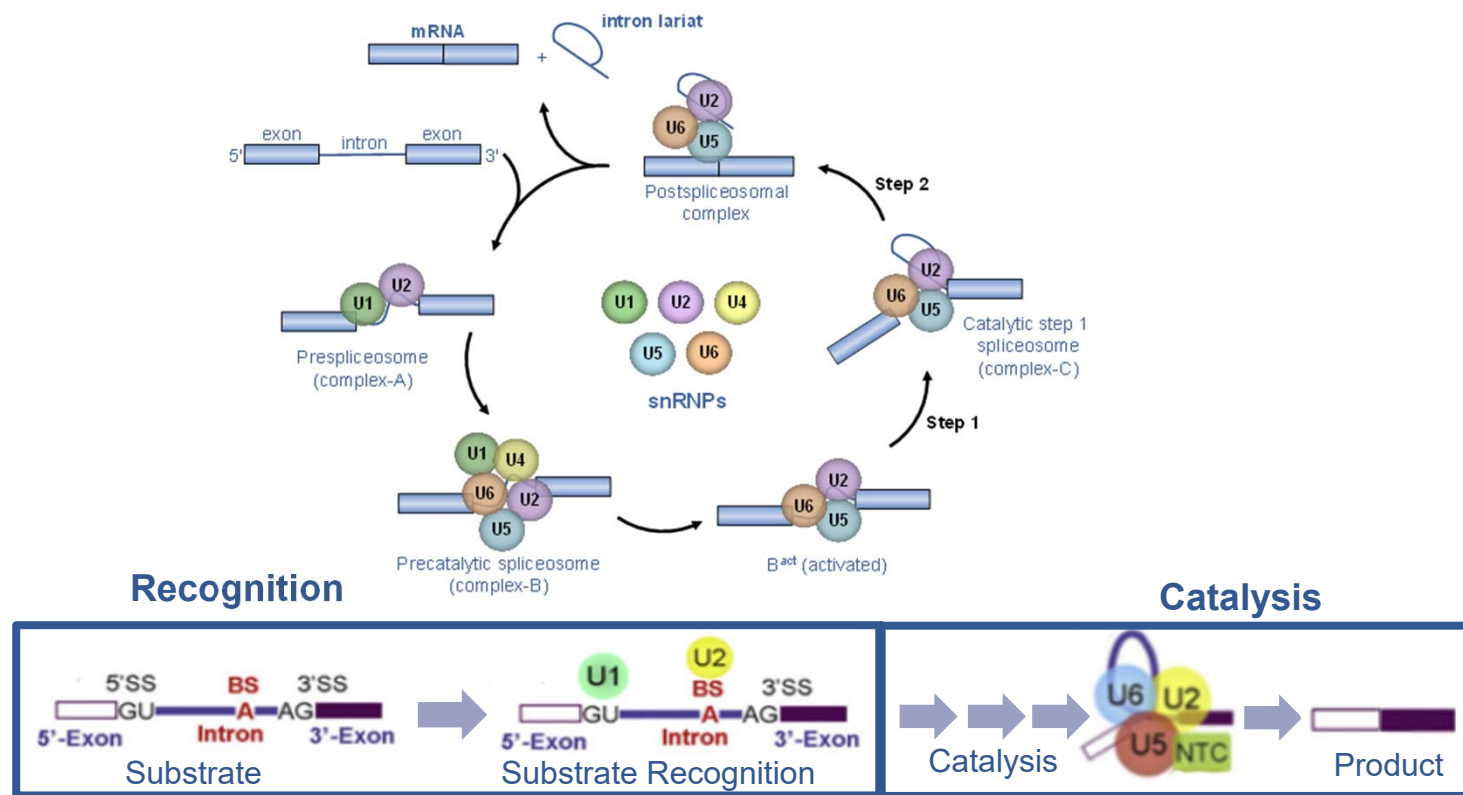 mRNA
+
intron lariat
5'
exon
intron
exon
3'
U2
U6
U5
Postspliceosomal
complex
Step 2
U1
U2
Prespliceosome
(complex-A)
U1
U2
U4
U5
U6
snRNPs
U2
U6
U5
Catalytic step 1
spliceosome
(complex-C)
Step 1
U1
U4
U6
U2
U5
Precatalytic spliceosome
(complex-B)
U2
U6
U5
Bact (activated)
Recognition
Catalysis
5'SS
BS
3'SS
GU
A
AG
5'-Exon
Intron
3'-Exon
Substrate
U1
U2
BS
3'SS
GU
A
AG
5'-Exon
Intron
3'-Exon
Substrate Recognition
Catalysis
U6
U2
U5
NTC
Product